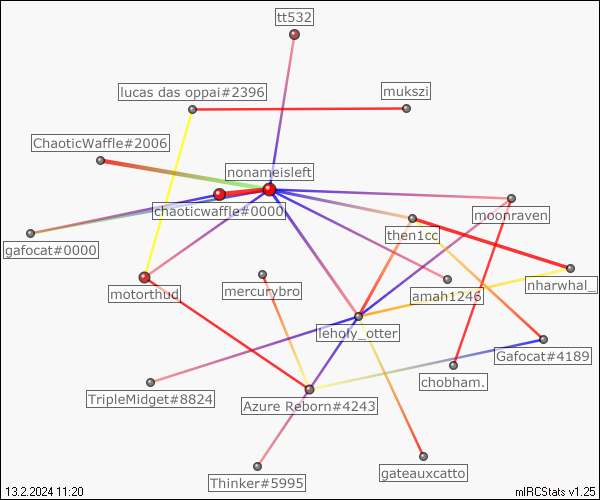 tt532
lucas das oppai#2396
mukszi
ChaoticWaffle#2006
nonameisleft
chaoticwaffle#0000
moonraven
then1cc
gafocat#0000
nharwhal_
motorthud
mercurybro
amah1246
leholy_otter
Gafocat#4189
chobham.
TripleMidget#8824
Azure Reborn#4243
gateauxcatto
Thinker#5995
13.2.2024 11:20
mIRCStats v1.25